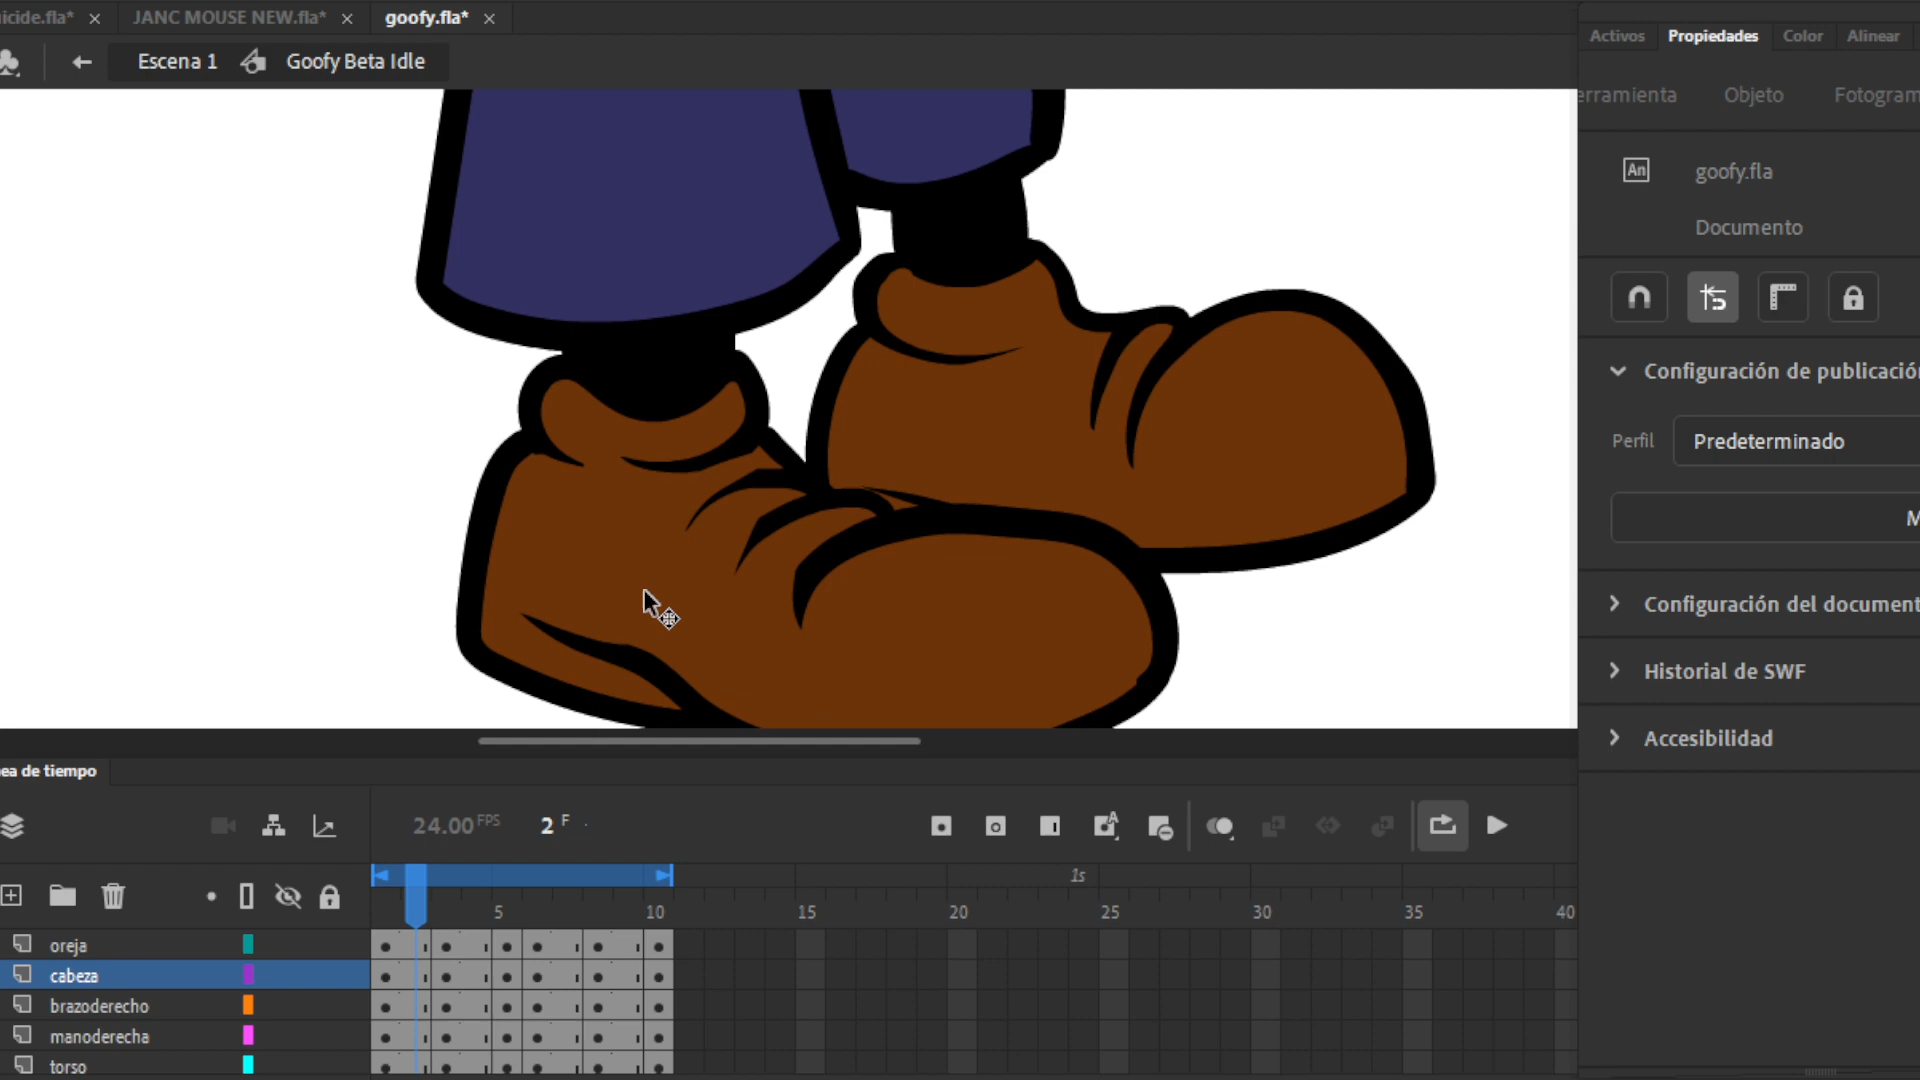 icide.fla*
JANC MOUSE NEW.fla*
goofy.fla*
Activos
Propiedades
Color
Alinear
Escena 1
Goofy Beta Idle
erramienta
Objeto
Fotogram
An
goofy.fla
Documento
Configuración de publicación
Perfil
Predeterminado
M
Configuración del document
Historial de SWF
Accesibilidad
ea de tiempo
24.00 FPS
2 F
A
1s
5 10 15 20 25 30 35 40
oreja
cabeza
brazoderecho
manoderecha
torso